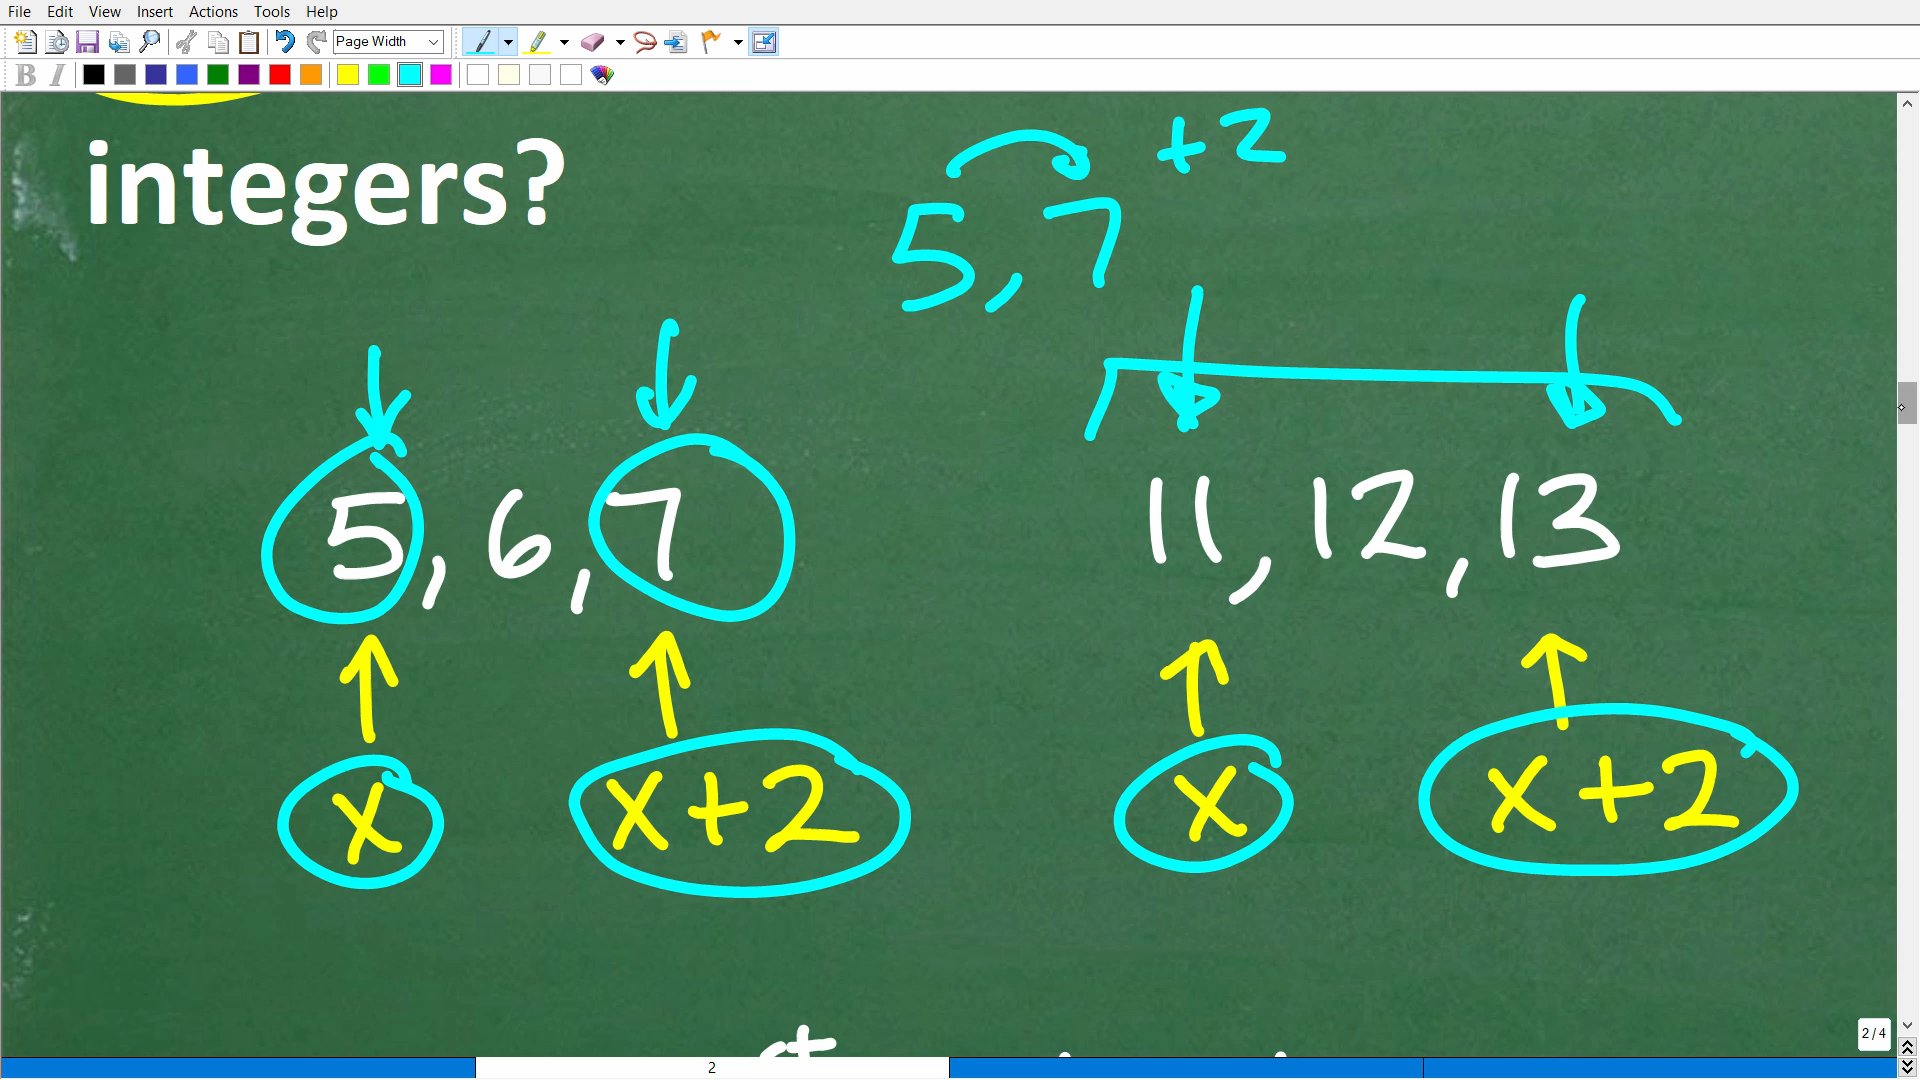 File Edit View Insert Actions Tools Help
Page Width
B I
+2
integers?
5, 7
5, 6, 7
11, 12, 13
x x+2 x x+2
2 / 4
2